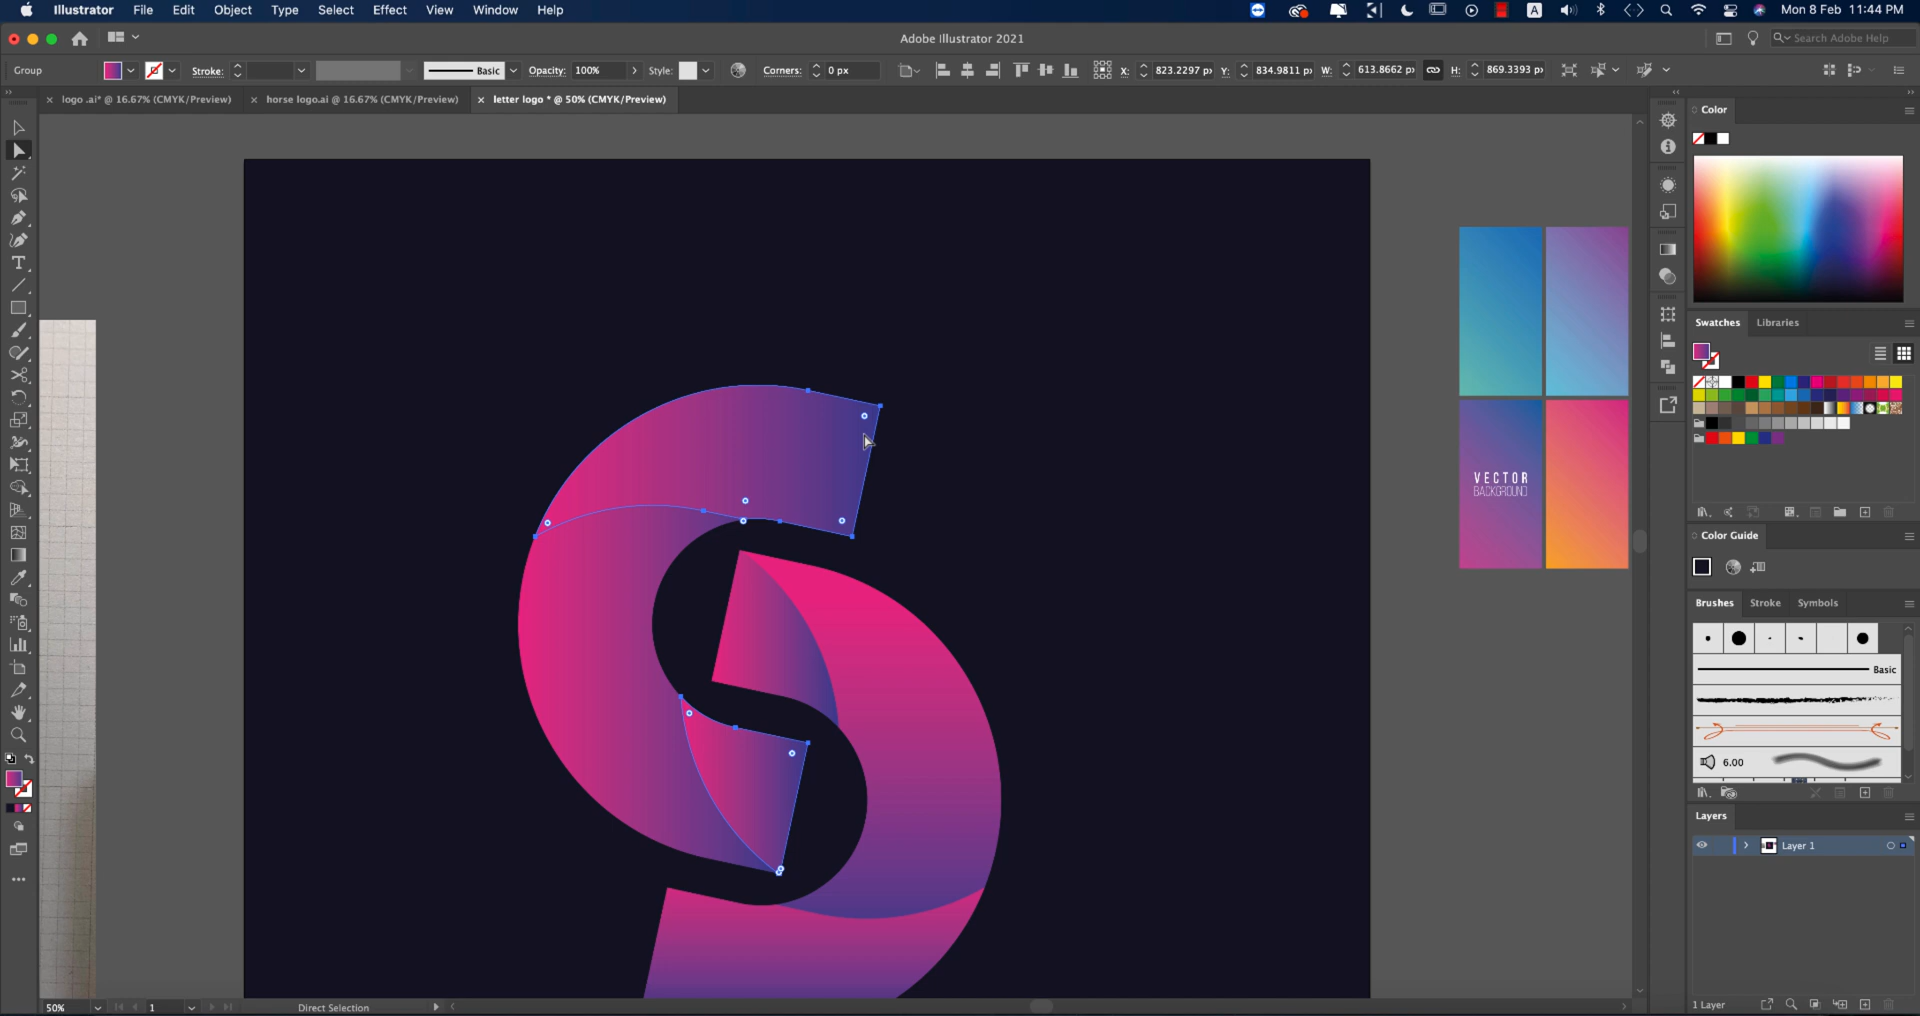 Illustrator File Edit Object Type Select Effect View Window Help
A Mon 8 Feb 11:44 PM
Adobe Illustrator 2021
Search Adobe Help
Group Stroke: Basic Opacity: 100% Style: Corners: 0 px X: 823.2297 px Y: 834.9811 px W: 613.8662 px H: 869.3393 px
logo .ai* @ 16.67% (CMYK/Preview) horse logo.ai @ 16.67% (CMYK/Preview) letter logo * @ 50% (CMYK/Preview)
Color
Swatches Libraries
VECTOR
BACKGROUND
Color Guide
Brushes Stroke Symbols
Basic
6.00
Layers
Layer 1
50% 1 Direct Selection
1 Layer